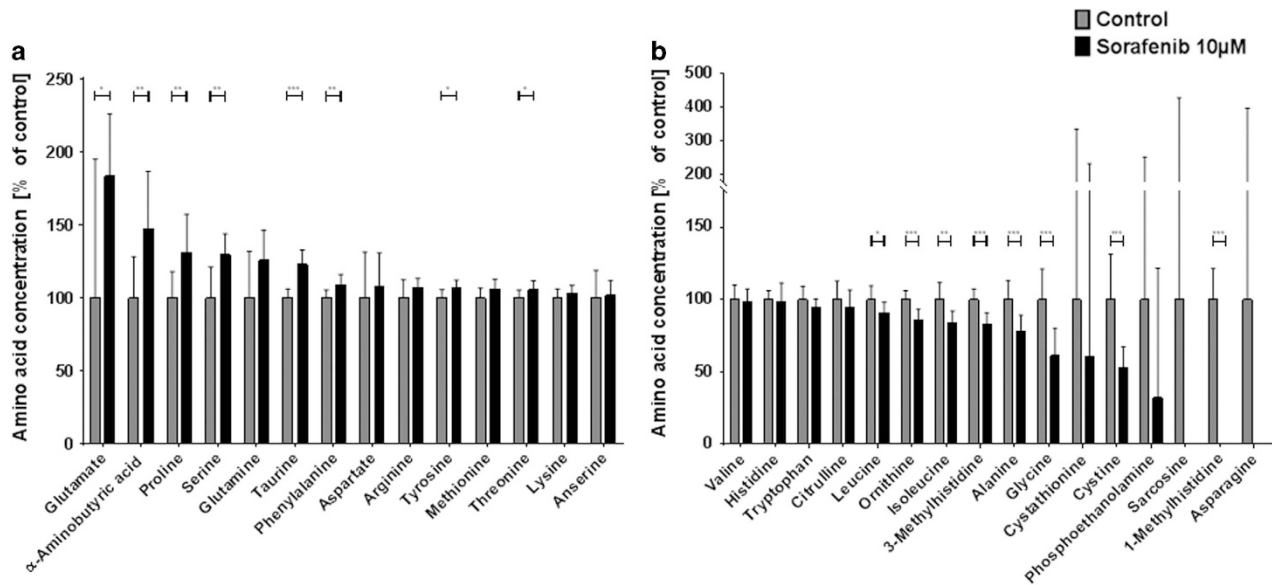 Control
Sorafenib 10µM
a
Amino acid concentration [% of control]
250
200
150
100
50
0
*
**
**
**
***
**
*
*
Glutamate
α-Aminobutyric acid
Proline
Serine
Glutamine
Taurine
Phenylalanine
Aspartate
Arginine
Tyrosine
Methionine
Threonine
Lysine
Anserine
b
Amino acid concentration [% of control]
500
400
300
200
150
100
50
0
*
***
**
***
***
***
***
***
Valine
Histidine
Tryptophan
Citrulline
Leucine
Ornithine
Isoleucine
3-Methylhistidine
Alanine
Glycine
Cystathionine
Cystine
Phosphoethanolamine
Sarcosine
1-Methylhistidine
Asparagine